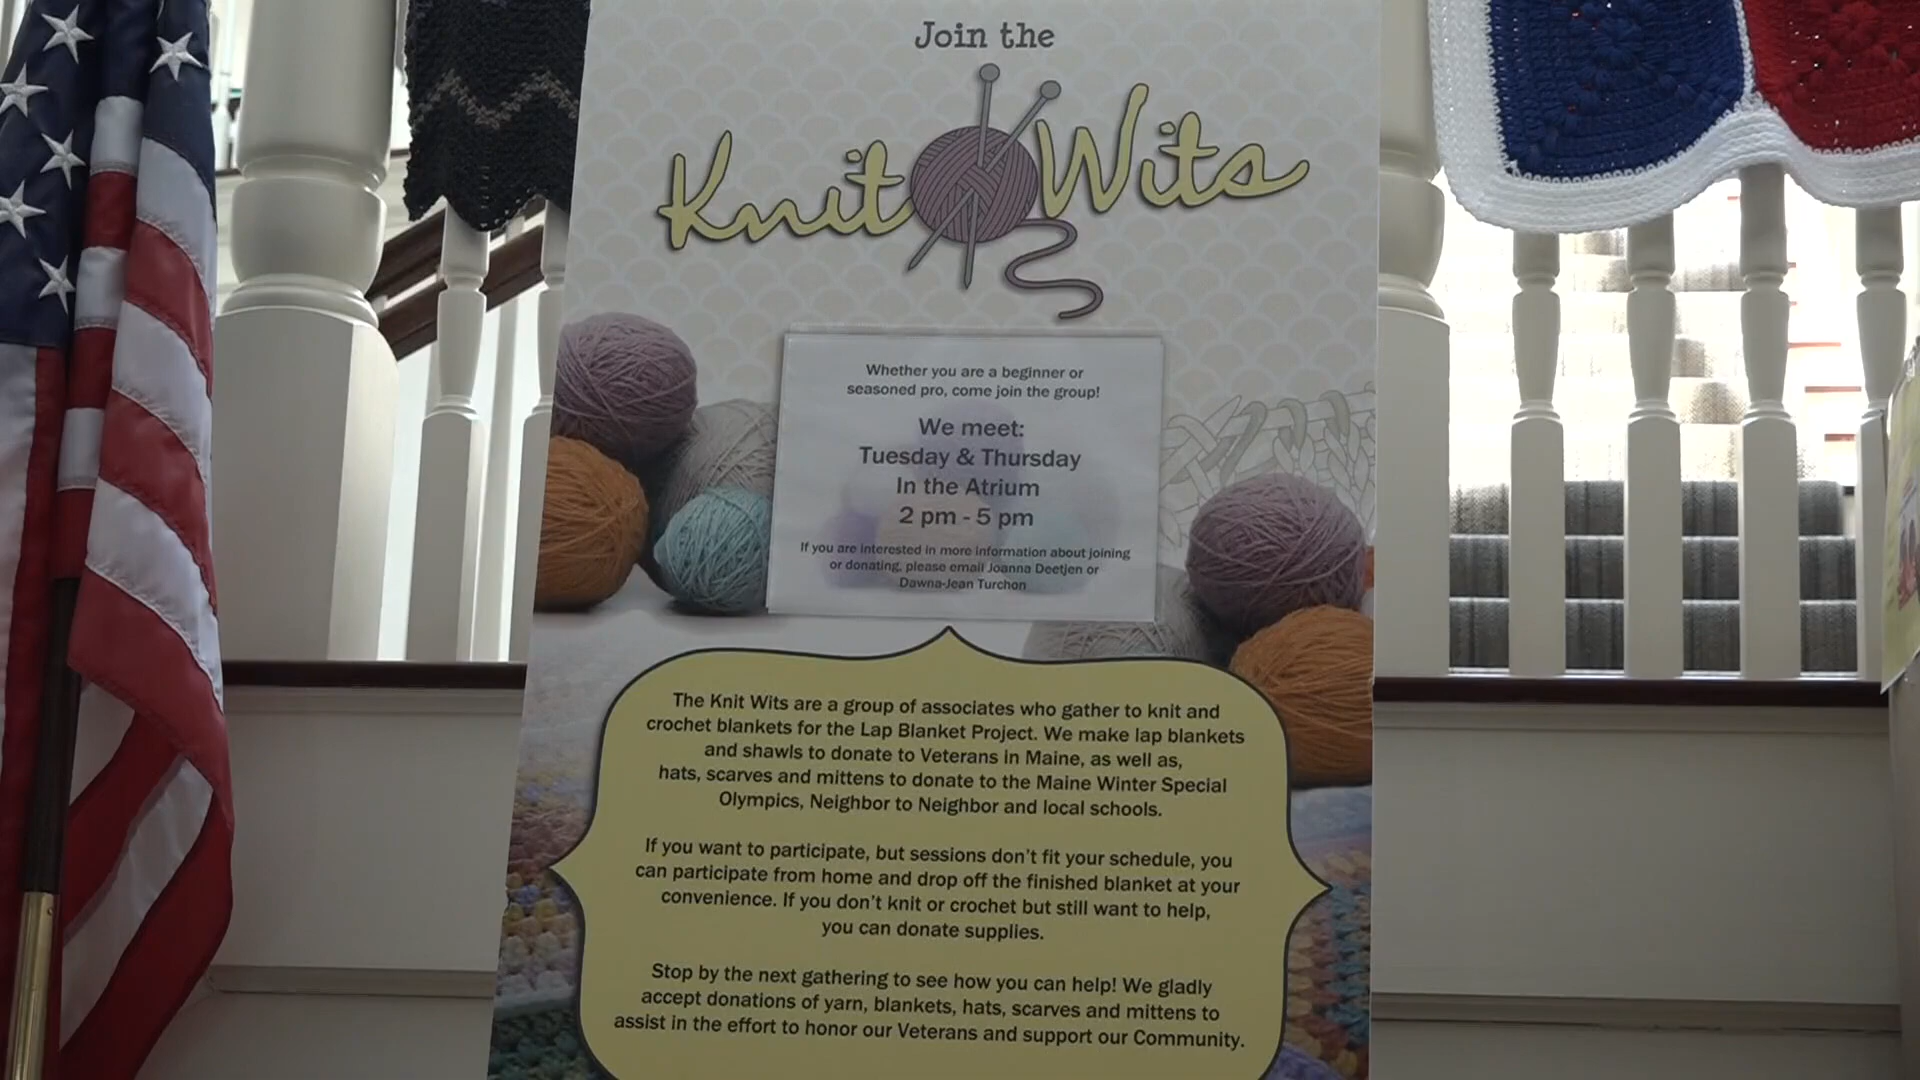 Join the
Knit Wits
Whether you are a beginner or
seasoned pro, come join the group!
We meet:
Tuesday & Thursday
In the Atrium
2 pm - 5 pm
If you are interested in more information about joining
or donating, please email Joanna Deetjen or
Dawna-Jean Turchon
The Knit Wits are a group of associates who gather to knit and
crochet blankets for the Lap Blanket Project. We make lap blankets
and shawls to donate to Veterans in Maine, as well as,
hats, scarves and mittens to donate to the Maine Winter Special
Olympics, Neighbor to Neighbor and local schools.
If you want to participate, but sessions don't fit your schedule, you
can participate from home and drop off the finished blanket at your
convenience. If you don't knit or crochet but still want to help,
you can donate supplies.
Stop by the next gathering to see how you can help! We gladly
accept donations of yarn, blankets, hats, scarves and mittens to
assist in the effort to honor our Veterans and support our Community.